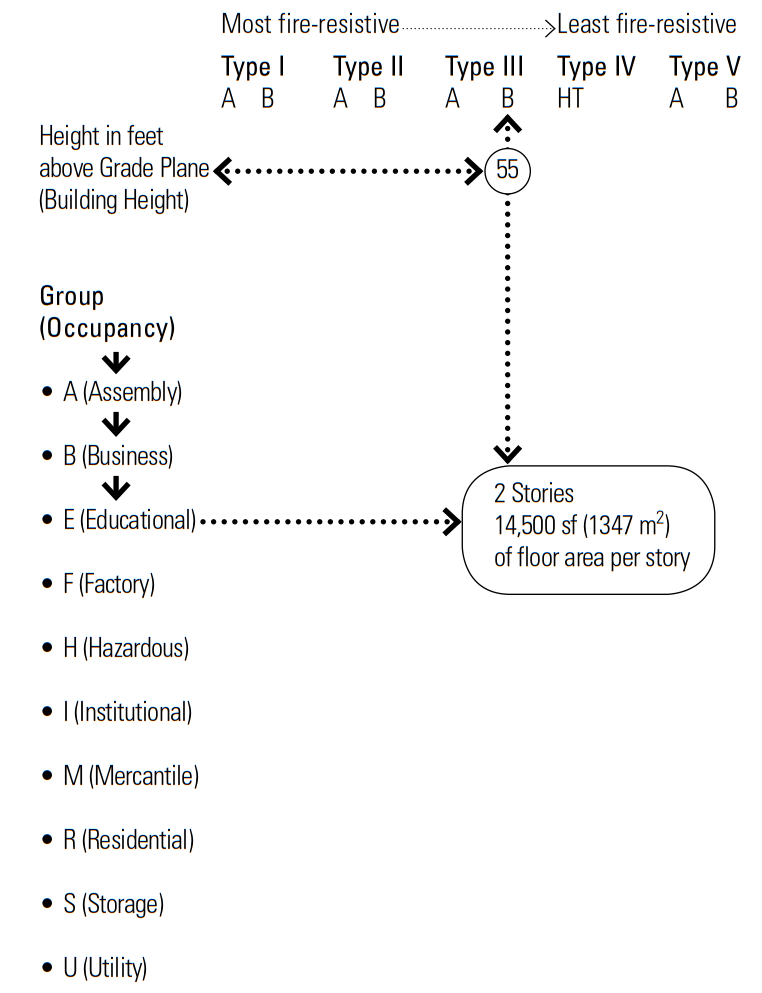 Most fire-resistive Least fire-resistive
Type I Type II Type III Type IV Type V
A B A B A B HT A B
Height in feet
above Grade Plane
(Building Height)
55
Group
(Occupancy)
• A (Assembly)
• B (Business)
• E (Educational)
2 Stories
14,500 sf (1347 m²)
of floor area per story
• F (Factory)
• H (Hazardous)
• I (Institutional)
• M (Mercantile)
• R (Residential)
• S (Storage)
• U (Utility)